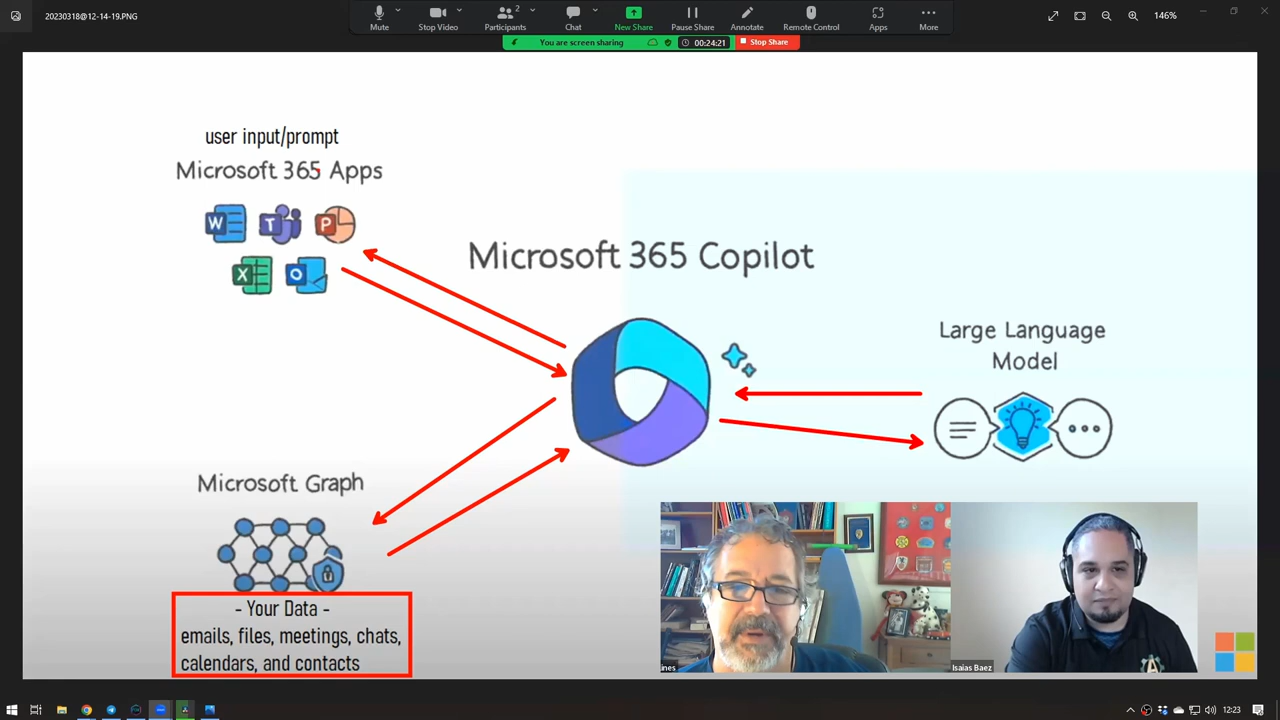 20230318@12-14-19.PNG
Mute
Stop Video
2
Participants
Chat
New Share
Pause Share
Annotate
Remote Control
Apps
More
146%
You are screen sharing
00:24:21
Stop Share
user input/prompt
Microsoft 365 Apps
W
T
P
X
O
Microsoft 365 Copilot
Large Language
Model
Microsoft Graph
- Your Data -
emails, files, meetings, chats,
calendars, and contacts
ines
Isaias Baez
12:23